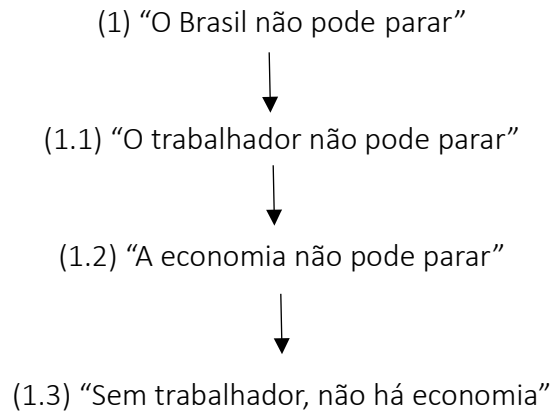 (1) “O Brasil não pode parar”
(1.1) “O trabalhador não pode parar”
(1.2) “A economia não pode parar”
(1.3) “Sem trabalhador, não há economia”